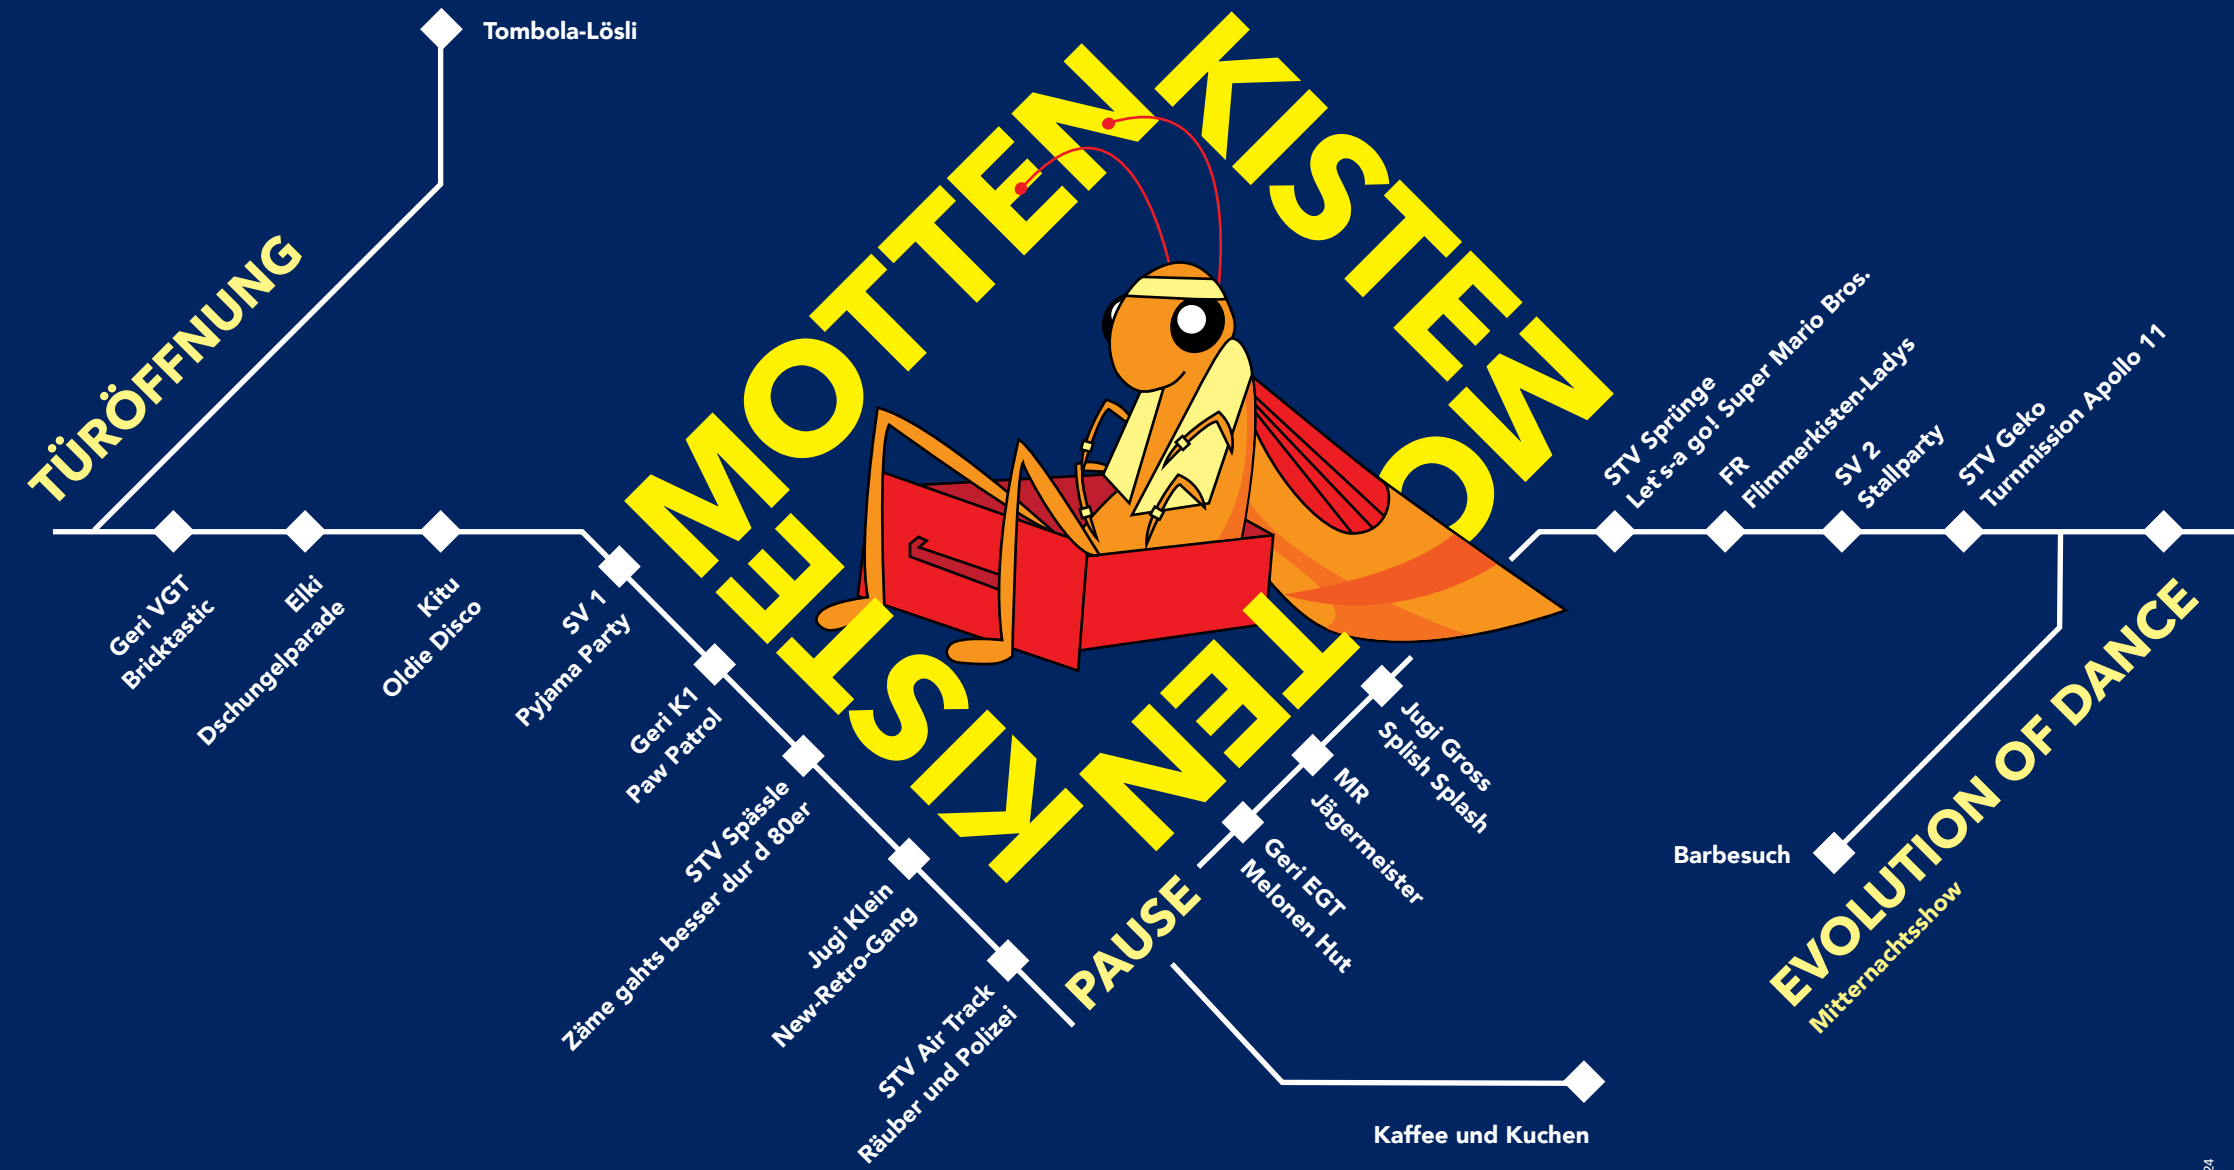 Tombola-Lösli
TÜRÖFFNUNG
Geri VGT
Bricktastic
Elki
Dschungelparade
Kitu
Oldie Disco
SV 1
Pyjama Party
Geri K1
Paw Patrol
STV Spässle
Zäme gahts besser dur d 80er
Jugi Klein
New-Retro-Gang
STV Air Track
Räuber und Polizei
MOTTEN
KISTE
MOTTEN
KISTE
PAUSE
Kaffee und Kuchen
Geri EGT
Melonen Hut
MR
Jägermeister
Jugi Gross
Splish Splash
STV Sprünge
Let`s-a go! Super Mario Bros.
FR
Flimmerkisten-Ladys
SV 2
Stallparty
STV Geko
Turnmission Apollo 11
Barbesuch
EVOLUTION OF DANCE
Mitternachtsshow
24